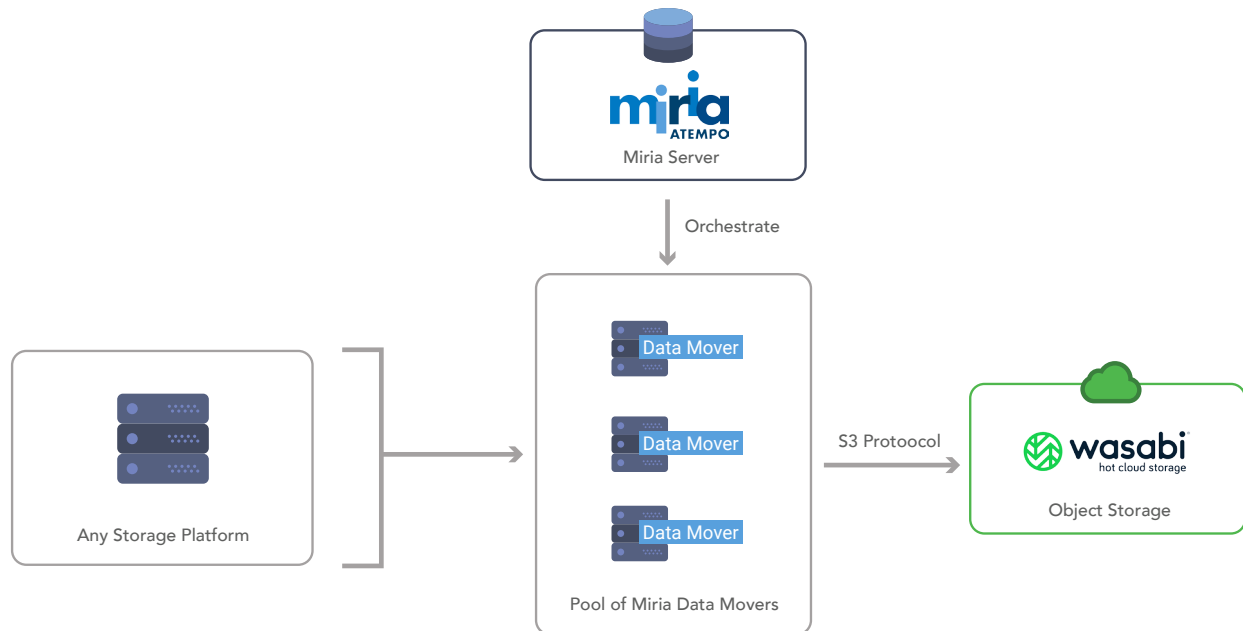 miria
ATEMPO
Miria Server
Orchestrate
Data Mover
Data Mover
Data Mover
Pool of Miria Data Movers
Any Storage Platform
S3 Protoocol
wasabi
hot cloud storage
Object Storage